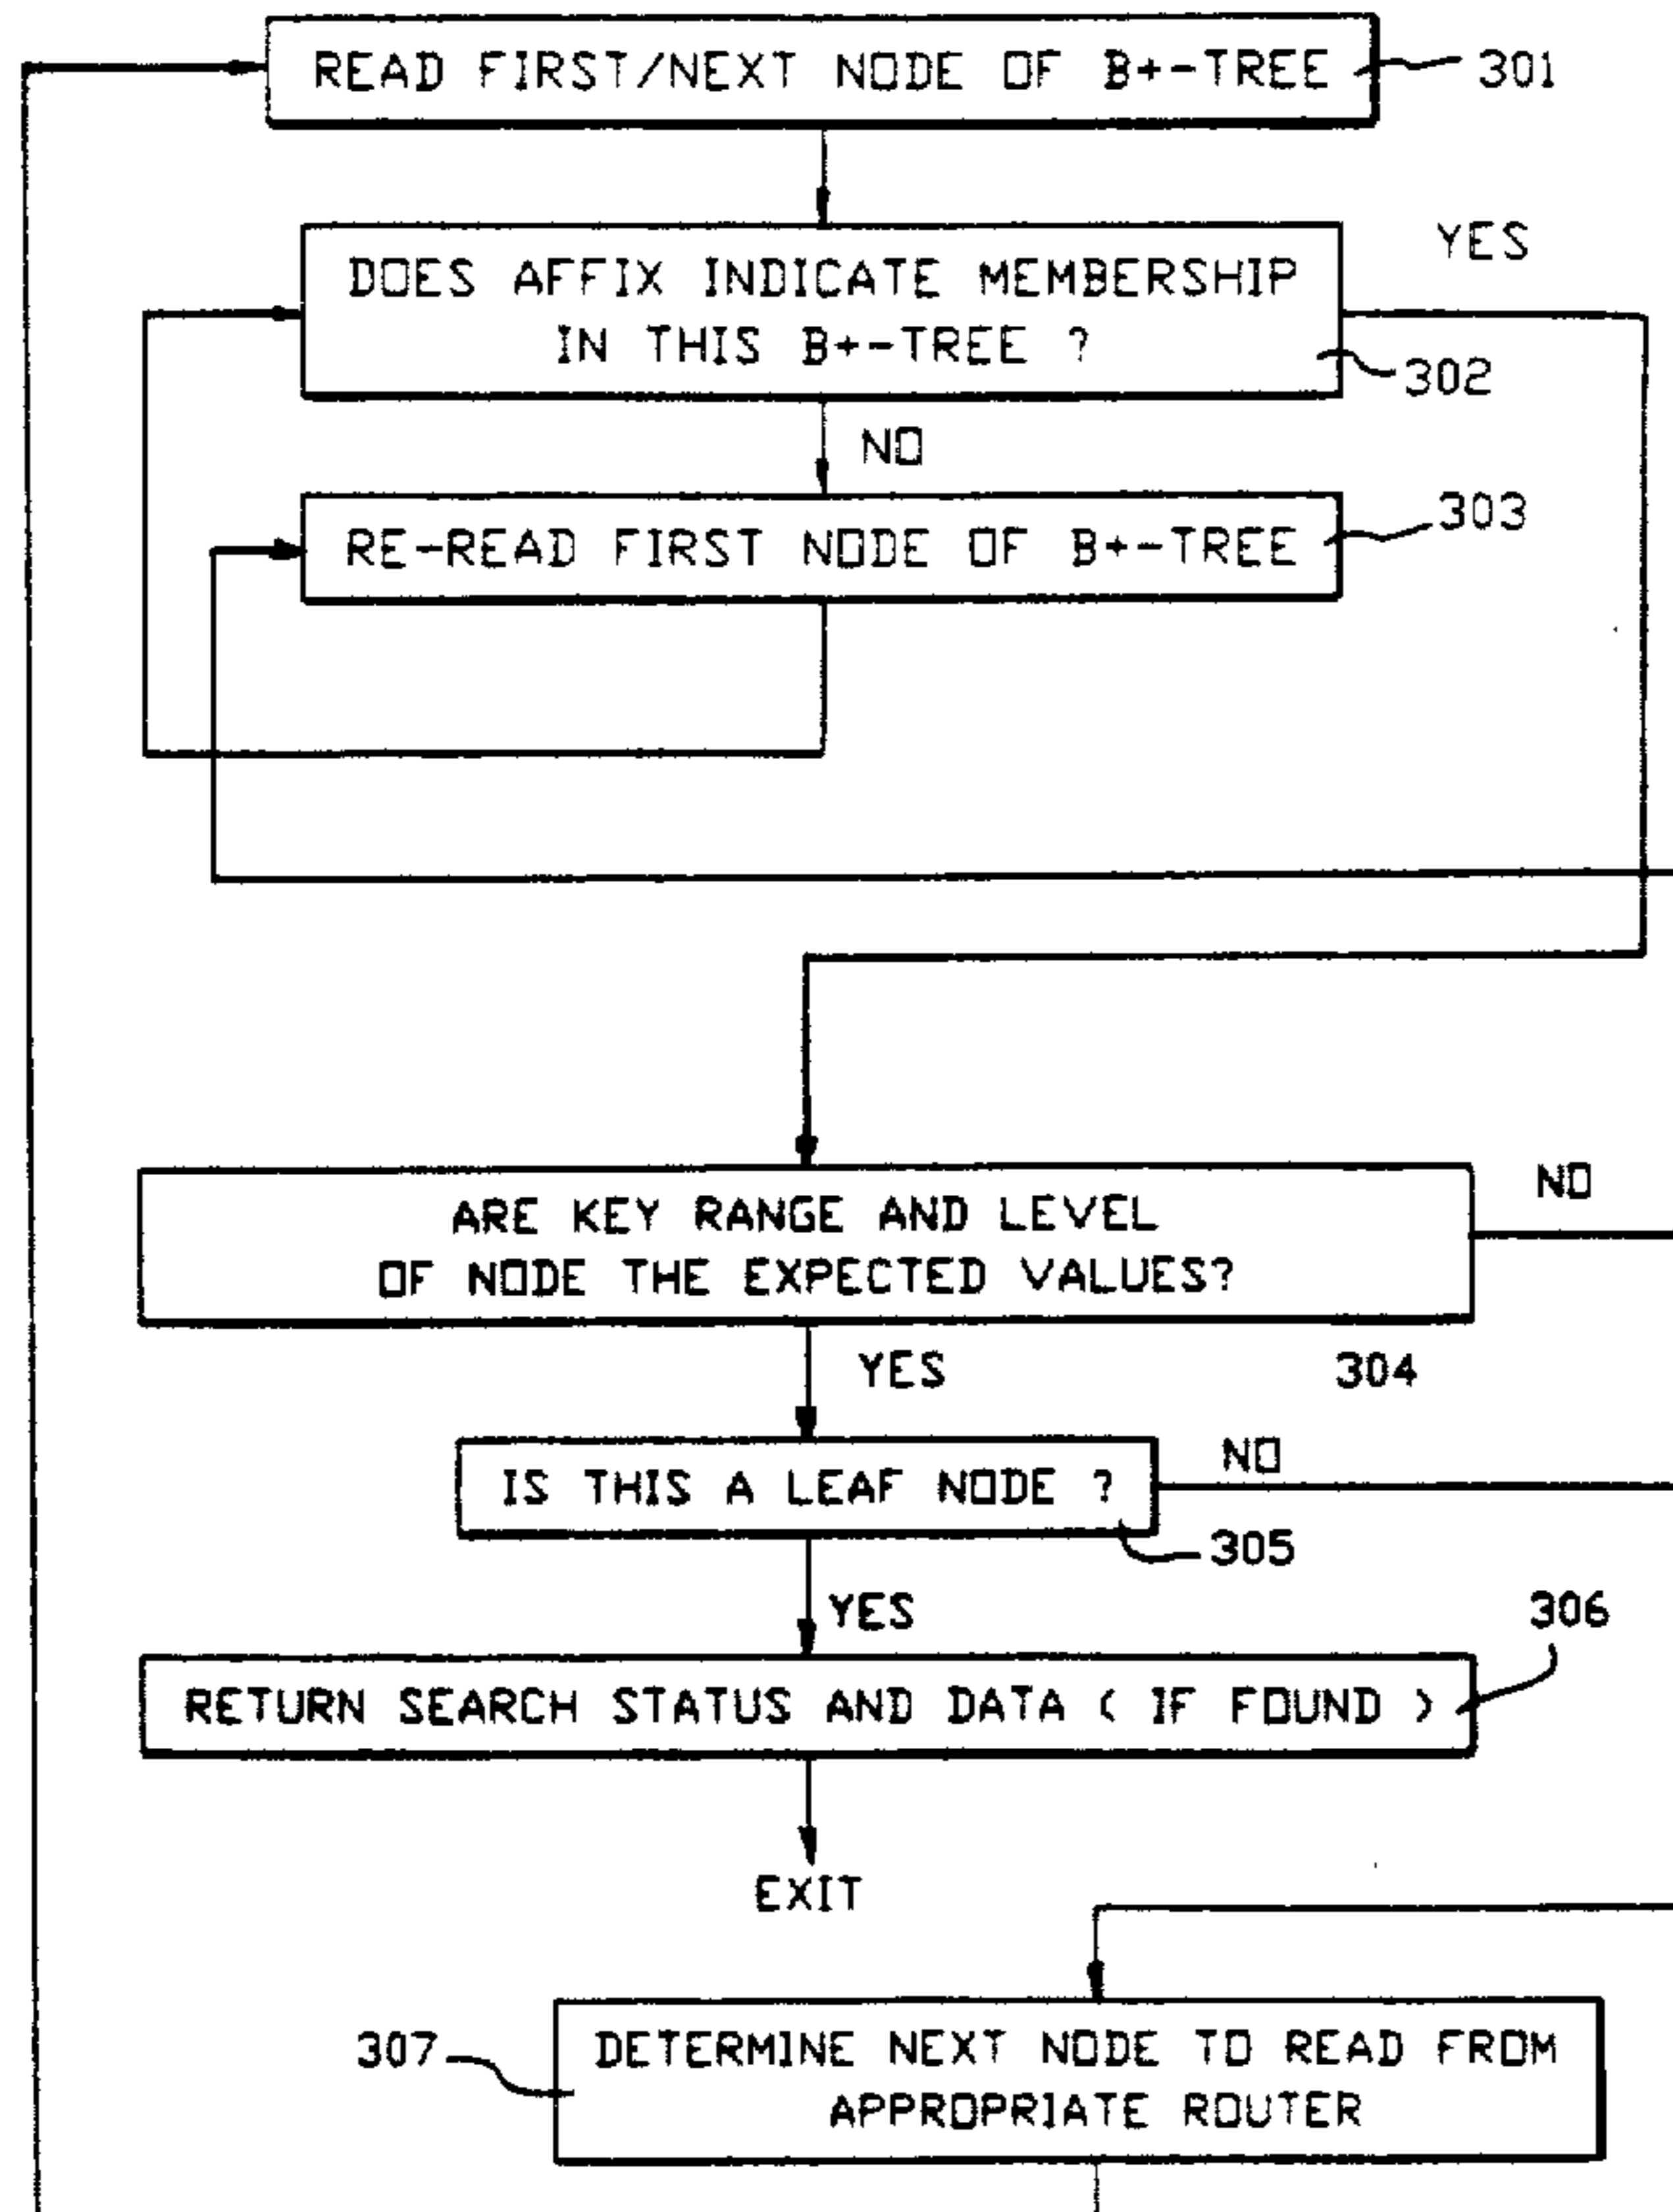 READ FIRST/NEXT NODE OF B+-TREE
301
YES
DOES AFFIX INDICATE MEMBERSHIP
IN THIS B+-TREE ?
302
NO
303
RE-READ FIRST NODE OF B+-TREE
NO
ARE KEY RANGE AND LEVEL
OF NODE THE EXPECTED VALUES?
YES
304
NO
IS THIS A LEAF NODE ?
305
YES
306
RETURN SEARCH STATUS AND DATA ( IF FOUND )
EXIT
307
DETERMINE NEXT NODE TO READ FROM
APPROPRIATE ROUTER